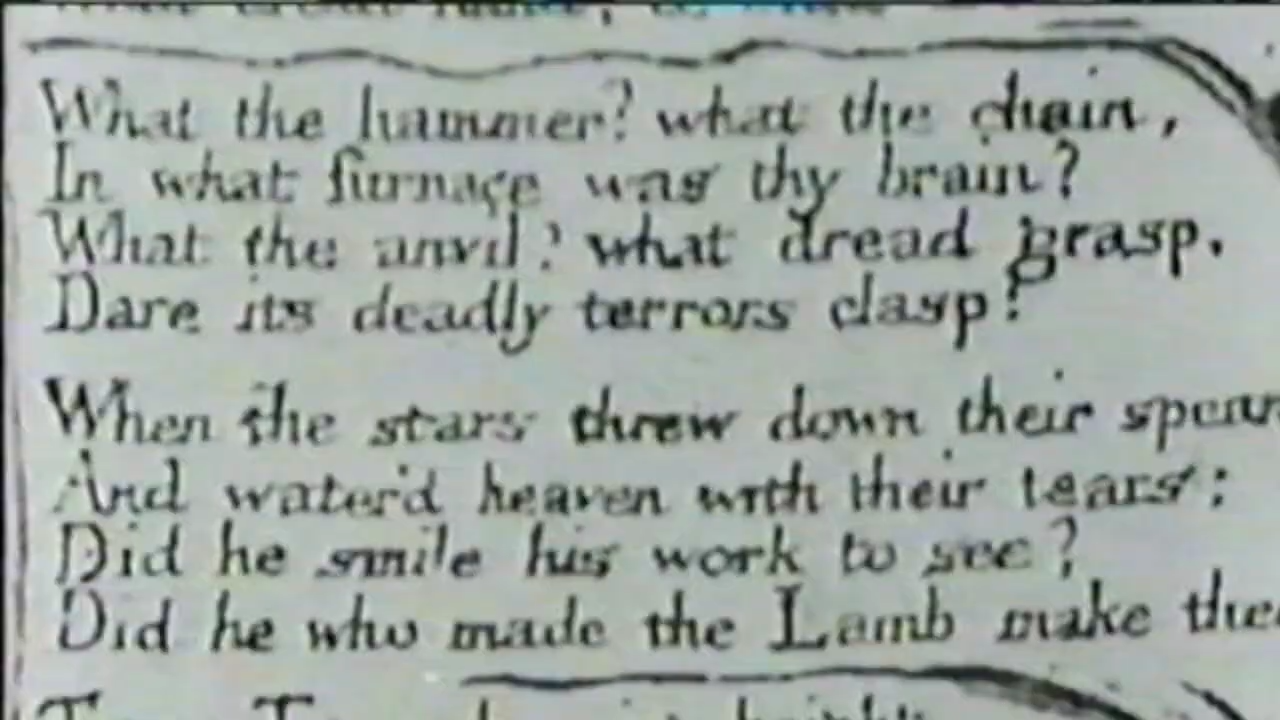 What the hammer? what the chain,
In what furnace was thy brain?
What the anvil? what dread grasp.
Dare its deadly terrors clasp?
When the stars threw down their spear
And water'd heaven with their tears:
Did he smile his work to see?
Did he who made the Lamb make the